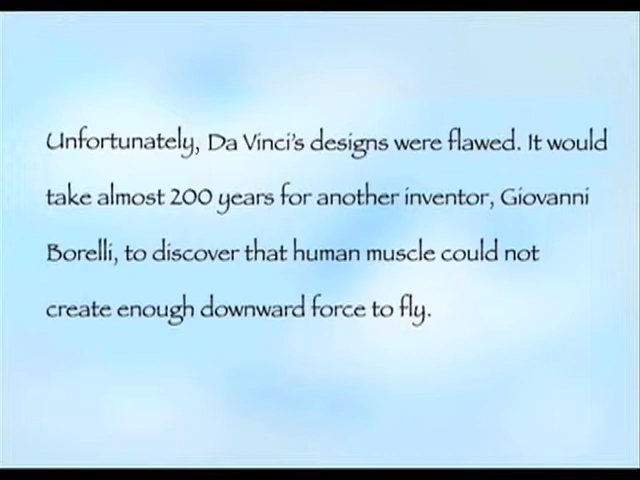 Unfortunately, Da Vinci's designs were flawed. It would
take almost 200 years for another inventor, Giovanni
Borelli, to discover that human muscle could not
create enough downward force to fly.